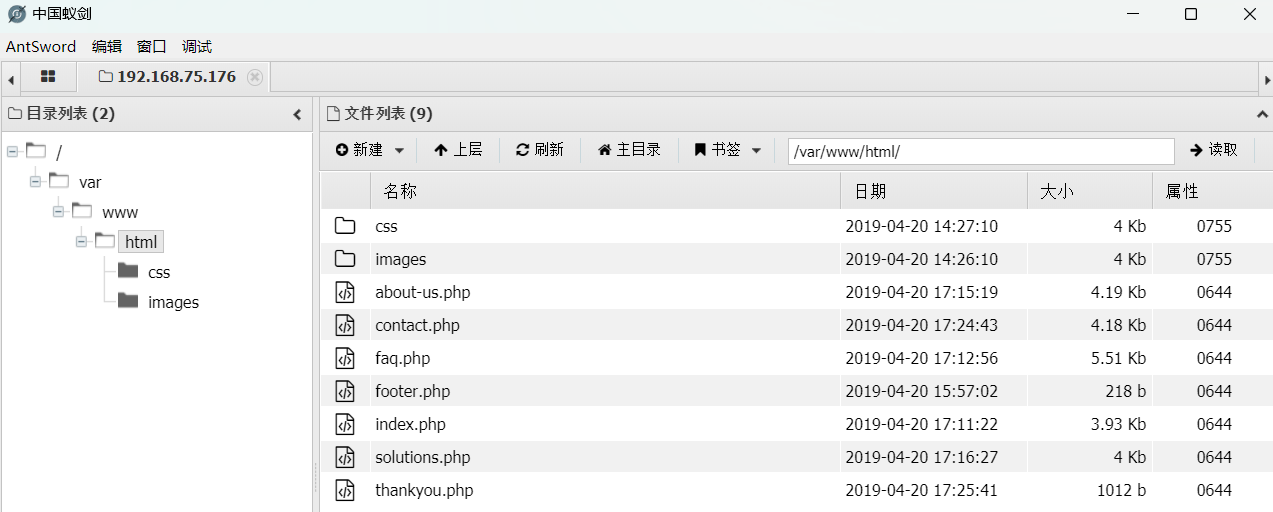 中国蚁剑
AntSword 编辑 窗口 调试
192.168.75.176
目录列表 (2)
文件列表 (9)
新建 上层 刷新 主目录 书签 /var/www/html/ 读取
/
var
www
html
css
images
名称 日期 大小 属性
css 2019-04-20 14:27:10 4 Kb 0755
images 2019-04-20 14:26:10 4 Kb 0755
about-us.php 2019-04-20 17:15:19 4.19 Kb 0644
contact.php 2019-04-20 17:24:43 4.18 Kb 0644
faq.php 2019-04-20 17:12:56 5.51 Kb 0644
footer.php 2019-04-20 15:57:02 218 b 0644
index.php 2019-04-20 17:11:22 3.93 Kb 0644
solutions.php 2019-04-20 17:16:27 4 Kb 0644
thankyou.php 2019-04-20 17:25:41 1012 b 0644